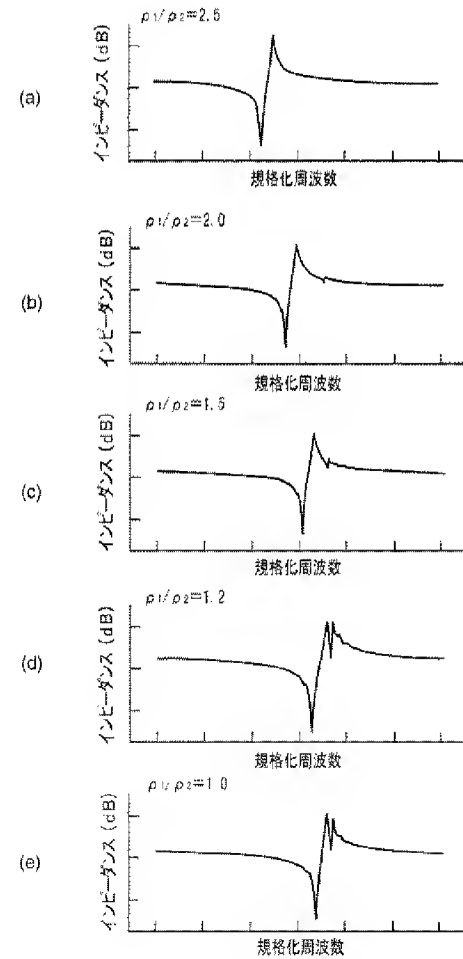 (a)
ρ1/ρ2=2.5
インピーダンス (dB)
規格化周波数
(b)
ρ1/ρ2=2.0
インピーダンス (dB)
規格化周波数
(c)
ρ1/ρ2=1.6
インピーダンス (dB)
規格化周波数
(d)
ρ1/ρ2=1.2
インピーダンス (dB)
規格化周波数
(e)
ρ1/ρ2=1.0
インピーダンス (dB)
規格化周波数